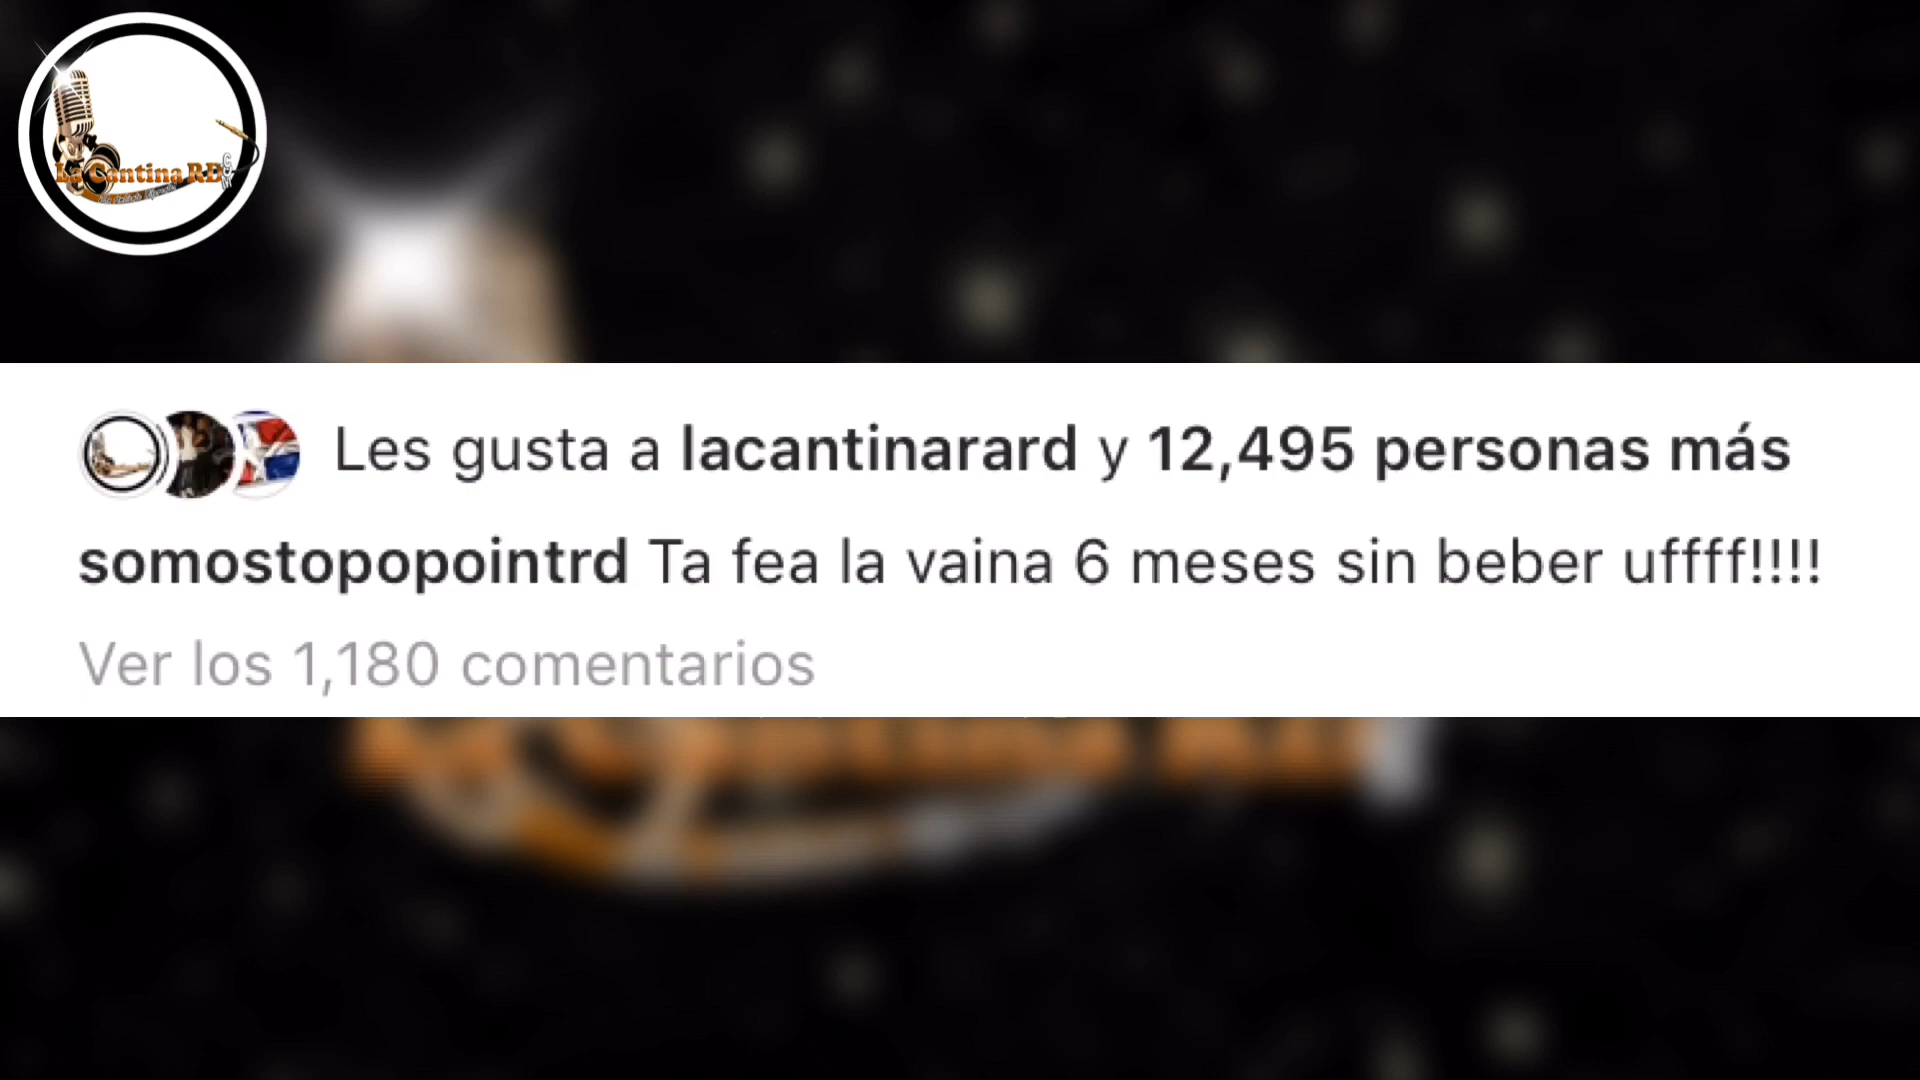 La Cantina RD
Les gusta a lacantinarard y 12,495 personas más
somostopopointrd Ta fea la vaina 6 meses sin beber uffff!!!!
Ver los 1,180 comentarios